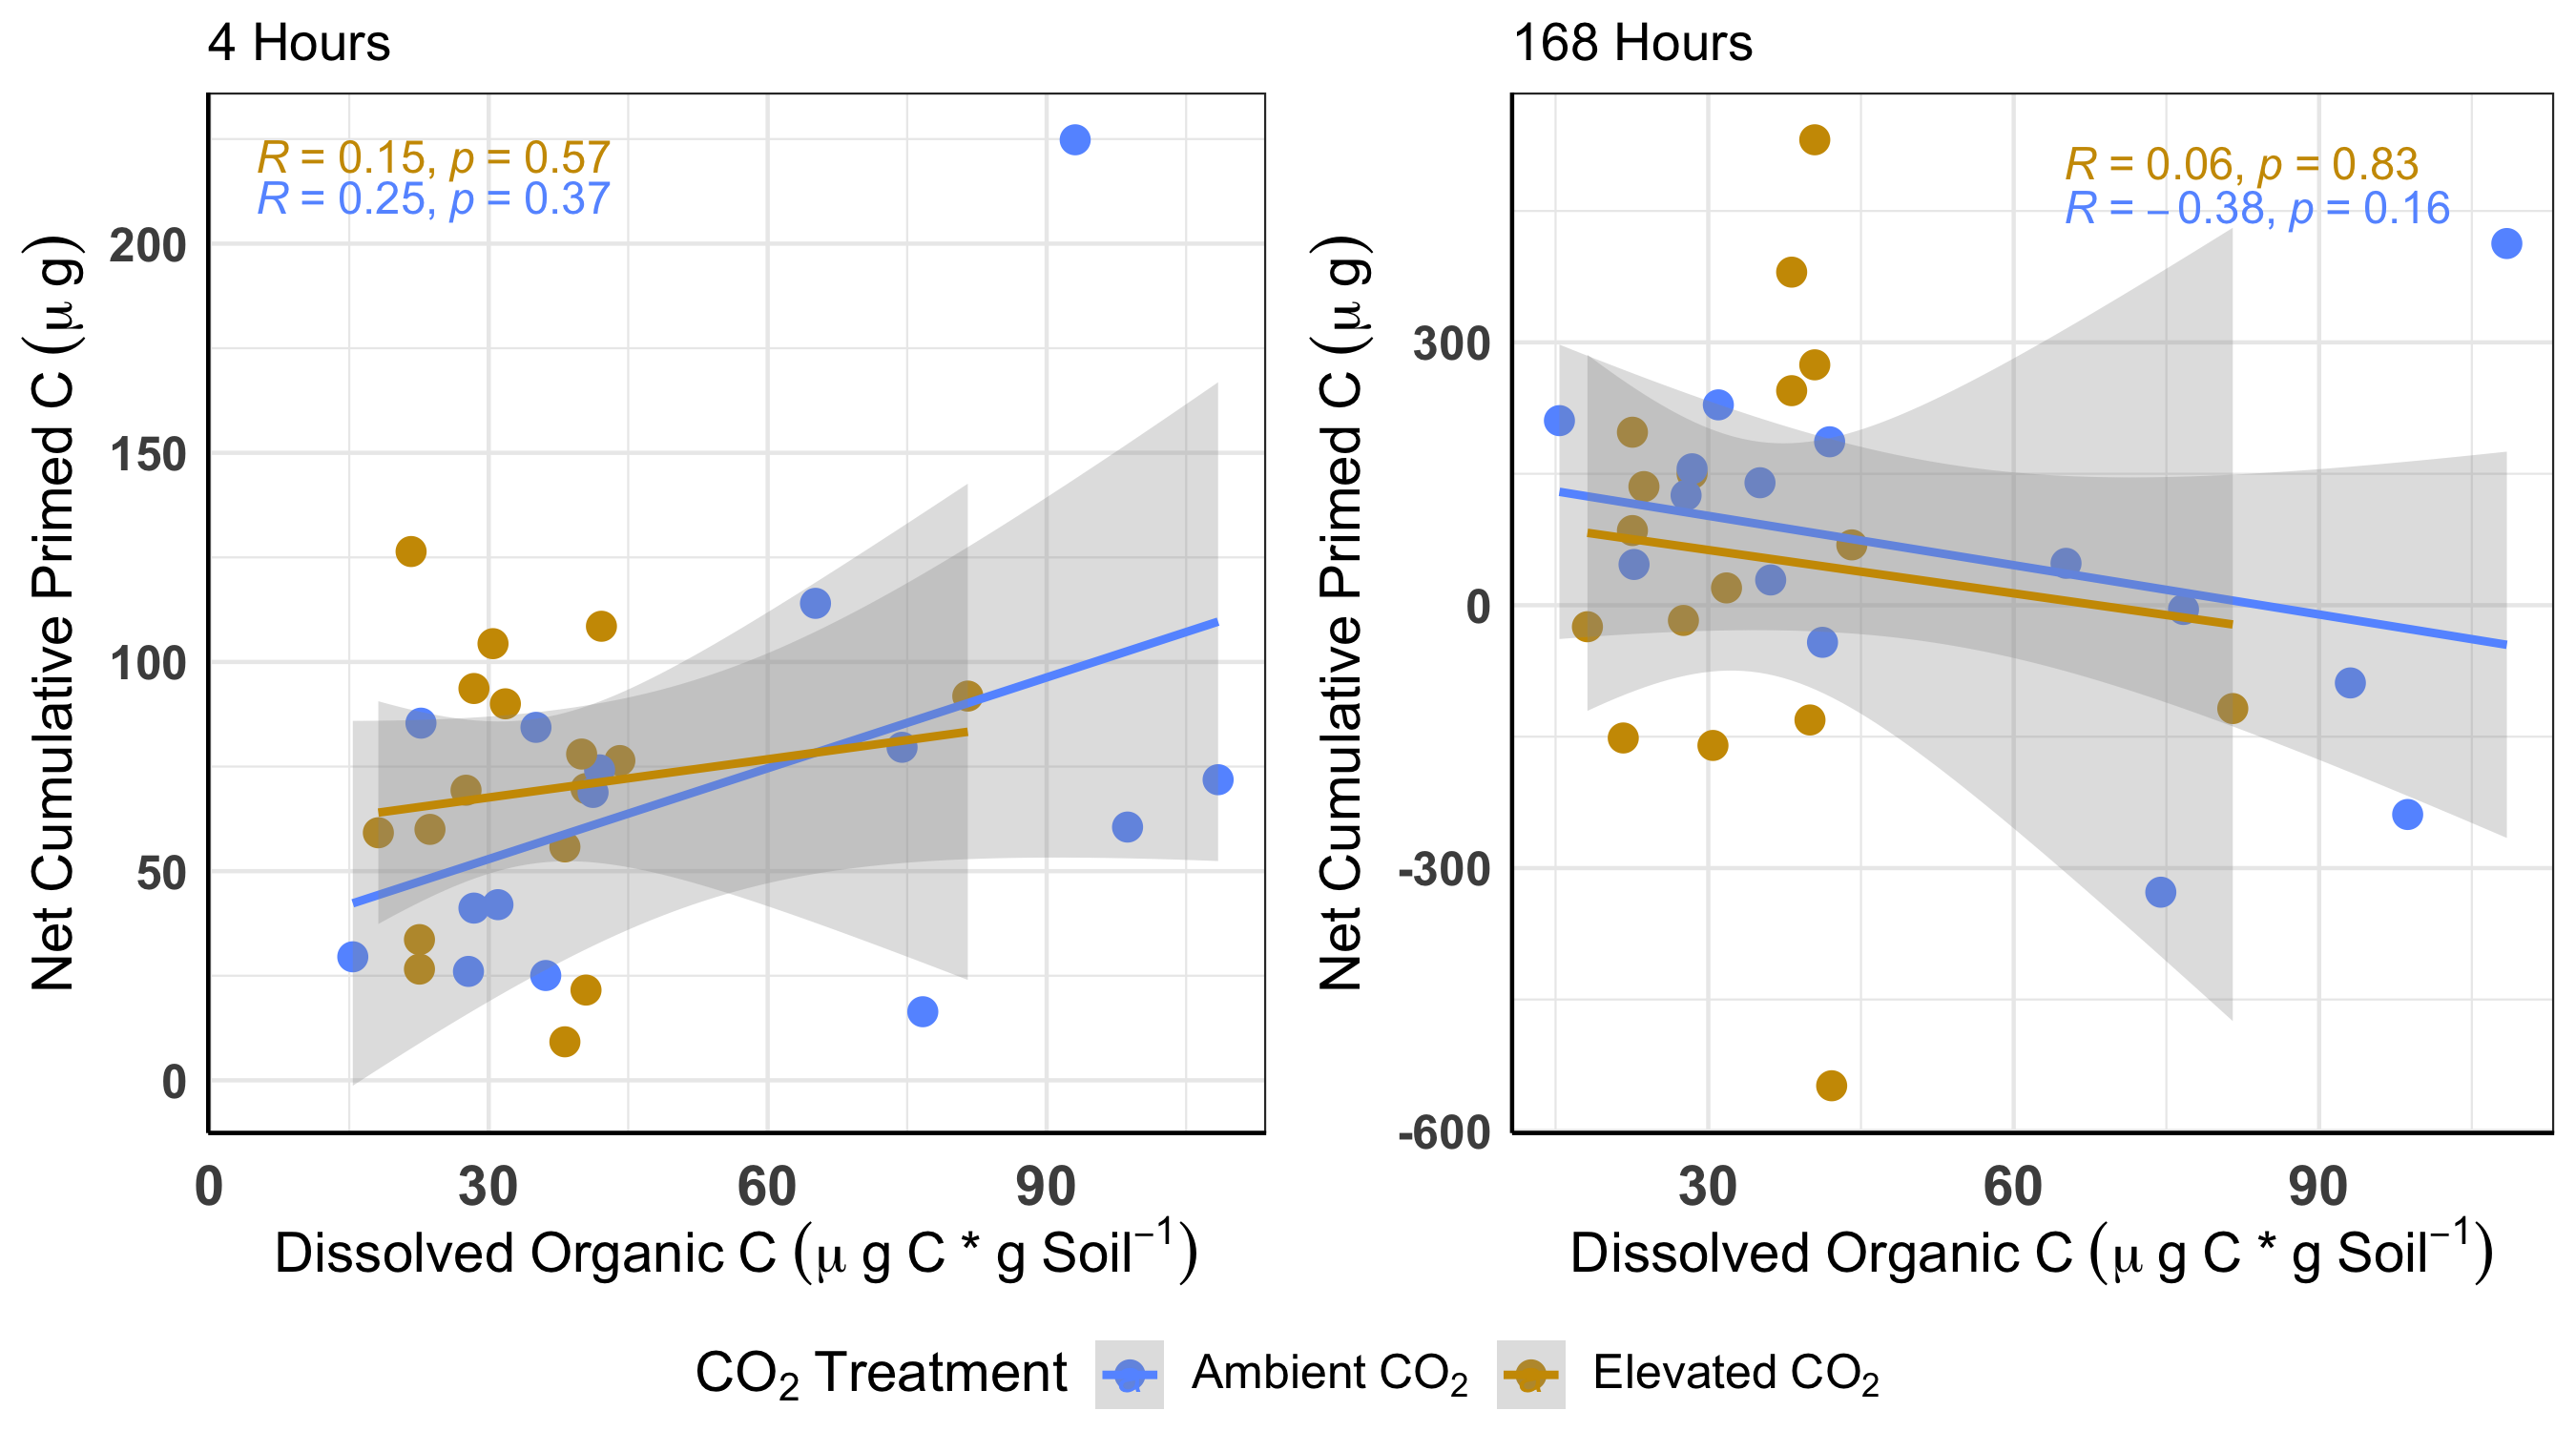 4 Hours
R = 0.15, p = 0.57
R = 0.25, p = 0.37
Net Cumulative Primed C (μ g)
200
150
100
50
0
0 30 60 90
Dissolved Organic C (μ g C * g Soil⁻¹)
168 Hours
R = 0.06, p = 0.83
R = −0.38, p = 0.16
Net Cumulative Primed C (μ g)
300
0
-300
-600
30 60 90
Dissolved Organic C (μ g C * g Soil⁻¹)
CO₂ Treatment Ambient CO₂ Elevated CO₂